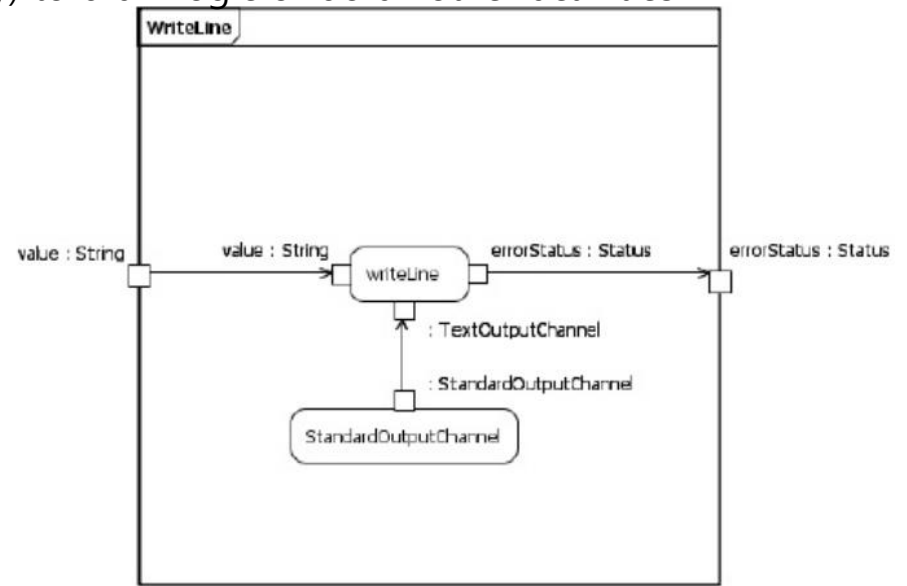 WriteLine
value : String
value : String
errorStatus : Status
errorStatus : Status
writeLine
: TextOutputChannel
: StandardOutputChannel
StandardOutputChannel